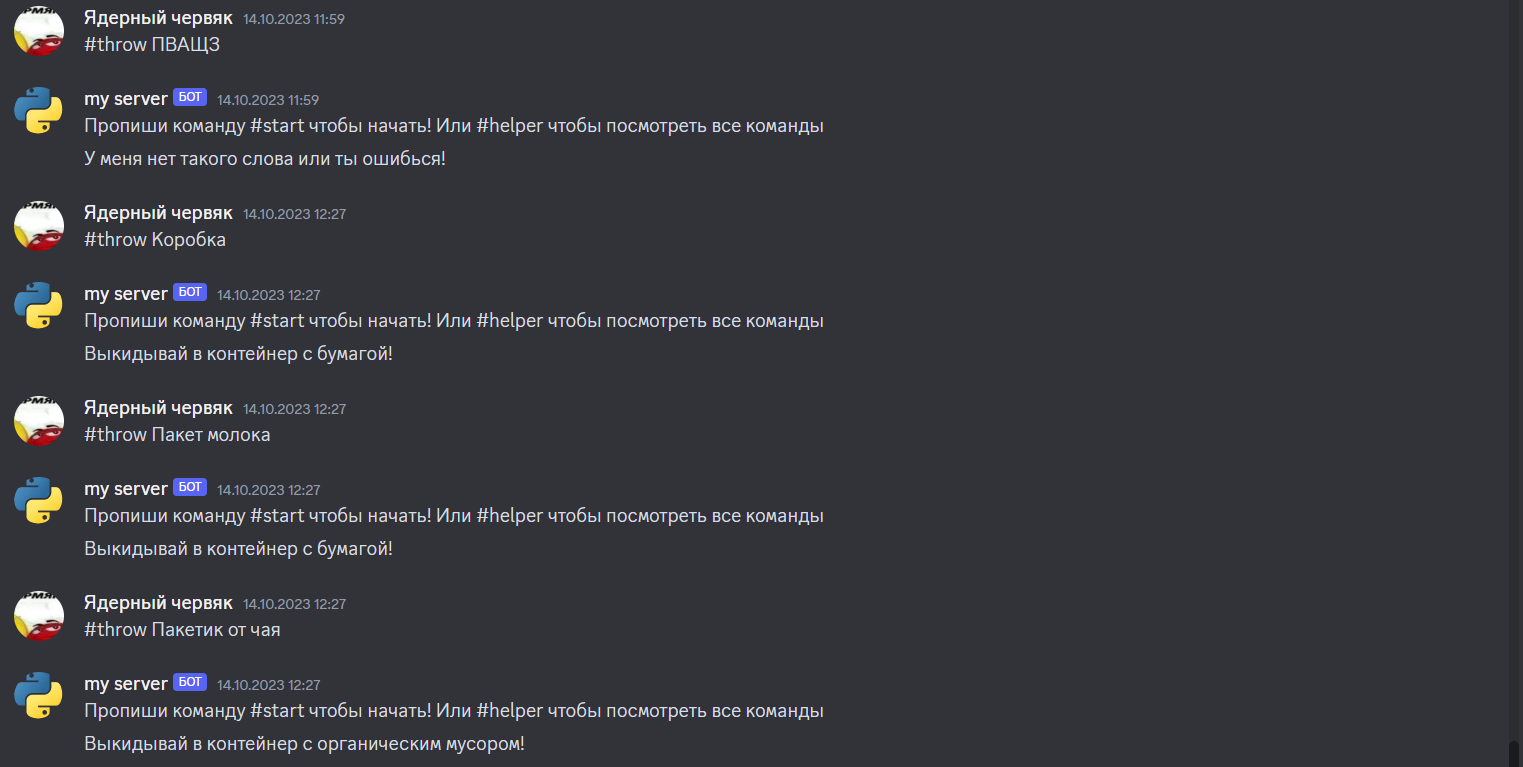 Ядерный червяк 14.10.2023 11:59
#throw ПВАЩЗ
my server БОТ 14.10.2023 11:59
Пропиши команду #start чтобы начать! Или #helper чтобы посмотреть все команды
У меня нет такого слова или ты ошибься!
Ядерный червяк 14.10.2023 12:27
#throw Коробка
my server БОТ 14.10.2023 12:27
Пропиши команду #start чтобы начать! Или #helper чтобы посмотреть все команды
Выкидывай в контейнер с бумагой!
Ядерный червяк 14.10.2023 12:27
#throw Пакет молока
my server БОТ 14.10.2023 12:27
Пропиши команду #start чтобы начать! Или #helper чтобы посмотреть все команды
Выкидывай в контейнер с бумагой!
Ядерный червяк 14.10.2023 12:27
#throw Пакетик от чая
my server БОТ 14.10.2023 12:27
Пропиши команду #start чтобы начать! Или #helper чтобы посмотреть все команды
Выкидывай в контейнер с органическим мусором!